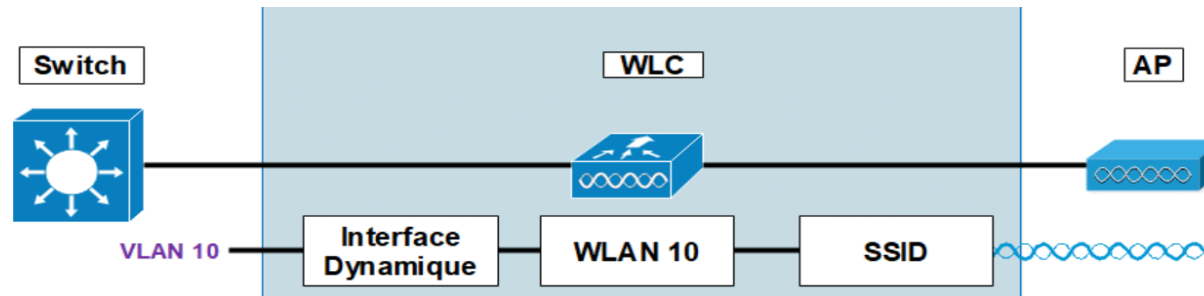 Switch
WLC
AP
VLAN 10
Interface
Dynamique
WLAN 10
SSID